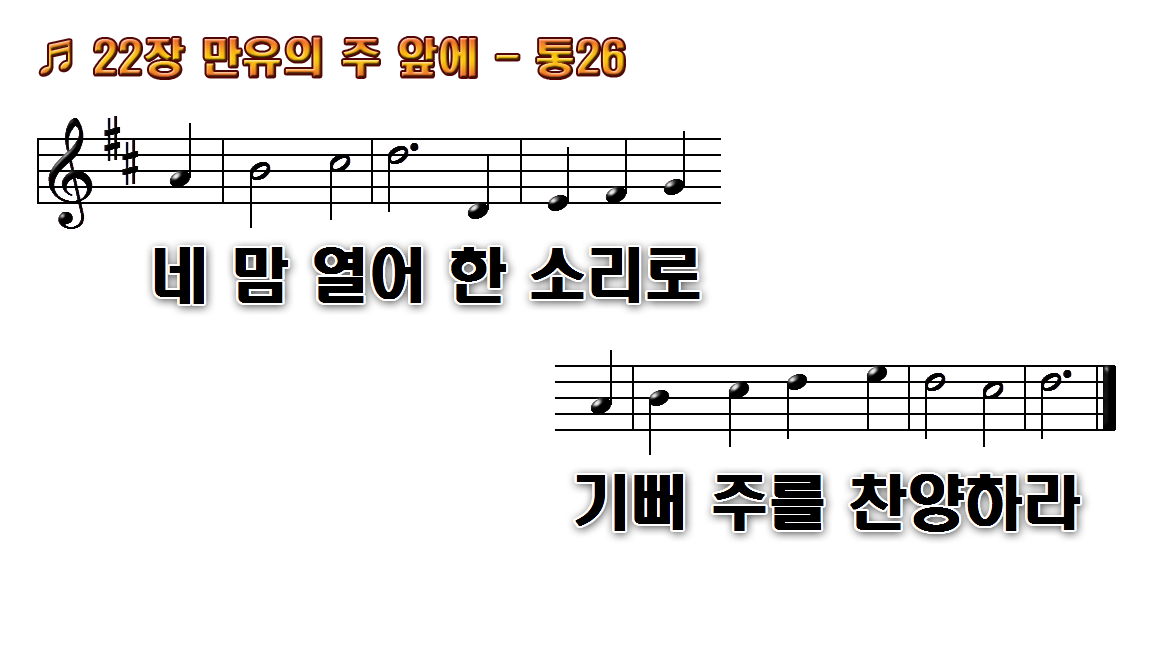 ♬ 22장 만유의 주 앞에 - 통26
네 맘 열어 한 소리로
기뻐 주를 찬양하라